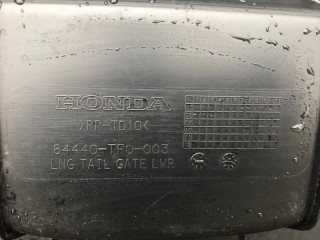 HONDA
>PP-TD10<
84440-TF0-003
LNG TAIL GATE LWR